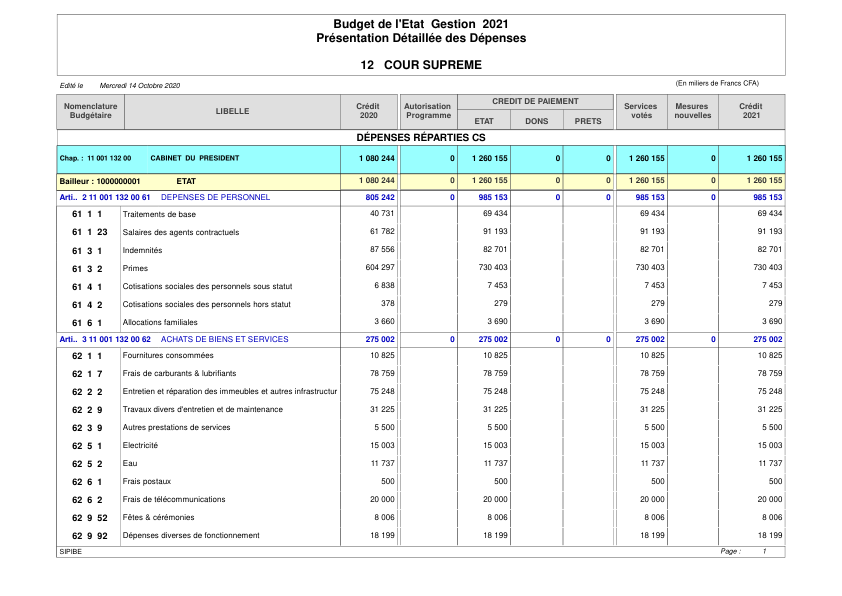 Budget de l'Etat Gestion 2021
Présentation Détaillée des Dépenses
12 COUR SUPREME
Edité le Mercredi 14 Octobre 2020
(En miliers de Francs CFA)
Nomenclature Budgétaire LIBELLE Crédit 2020 Autorisation Programme CREDIT DE PAIEMENT ETAT DONS PRETS Services votés Mesures nouvelles Crédit 2021
DÉPENSES RÉPARTIES CS
Chap. : 11 001 132 00 CABINET DU PRESIDENT 1 080 244 0 1 260 155 0 0 1 260 155 0 1 260 155
Bailleur : 1000000001 ETAT 1 080 244 0 1 260 155 0 0 1 260 155 0 1 260 155
Arti.. 2 11 001 132 00 61 DEPENSES DE PERSONNEL 805 242 0 985 153 0 0 985 153 0 985 153
61 1 1 Traitements de base 40 731 69 434 69 434 69 434
61 1 23 Salaires des agents contractuels 61 782 91 193 91 193 91 193
61 3 1 Indemnités 87 556 82 701 82 701 82 701
61 3 2 Primes 604 297 730 403 730 403 730 403
61 4 1 Cotisations sociales des personnels sous statut 6 838 7 453 7 453 7 453
61 4 2 Cotisations sociales des personnels hors statut 378 279 279 279
61 6 1 Allocations familiales 3 660 3 690 3 690 3 690
Arti.. 3 11 001 132 00 62 ACHATS DE BIENS ET SERVICES 275 002 0 275 002 0 0 275 002 0 275 002
62 1 1 Fournitures consommées 10 825 10 825 10 825 10 825
62 1 7 Frais de carburants & lubrifiants 78 759 78 759 78 759 78 759
62 2 2 Entretien et réparation des immeubles et autres infrastructur 75 248 75 248 75 248 75 248
62 2 9 Travaux divers d'entretien et de maintenance 31 225 31 225 31 225 31 225
62 3 9 Autres prestations de services 5 500 5 500 5 500 5 500
62 5 1 Electricité 15 003 15 003 15 003 15 003
62 5 2 Eau 11 737 11 737 11 737 11 737
62 6 1 Frais postaux 500 500 500 500
62 6 2 Frais de télécommunications 20 000 20 000 20 000 20 000
62 9 52 Fêtes & cérémonies 8 006 8 006 8 006 8 006
62 9 92 Dépenses diverses de fonctionnement 18 199 18 199 18 199 18 199
SIPIBE Page : 1